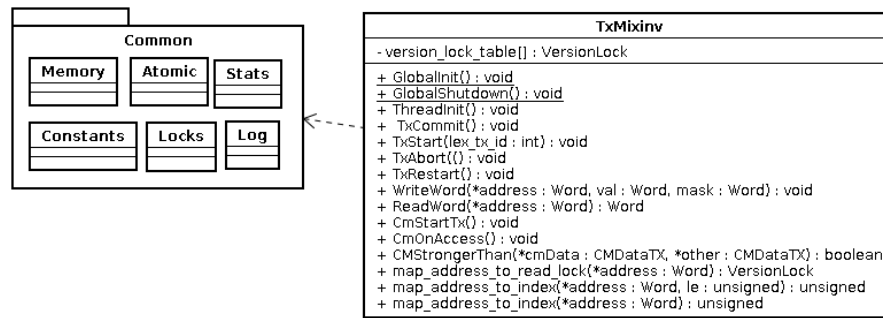 Common
Memory
Atomic
Stats
Constants
Locks
Log
TxMixinv
- version_lock_table[] : VersionLock
+ GlobalInit() : void
+ GlobalShutdown() : void
+ ThreadInit() : void
+ TxCommit() : void
+ TxStart(lex_tx_id : int) : void
+ TxAbort(() : void
+ TxRestart() : void
+ WriteWord(*address : Word, val : Word, mask : Word) : void
+ ReadWord(*address : Word) : Word
+ CmStartTx() : void
+ CmOnAccess() : void
+ CMStrongerThan(*cmData : CMDataTX, *other : CMDataTX) : boolean
+ map_address_to_read_lock(*address : Word) : VersionLock
+ map_address_to_index(*address : Word, le : unsigned) : unsigned
+ map_address_to_index(*address : Word) : unsigned